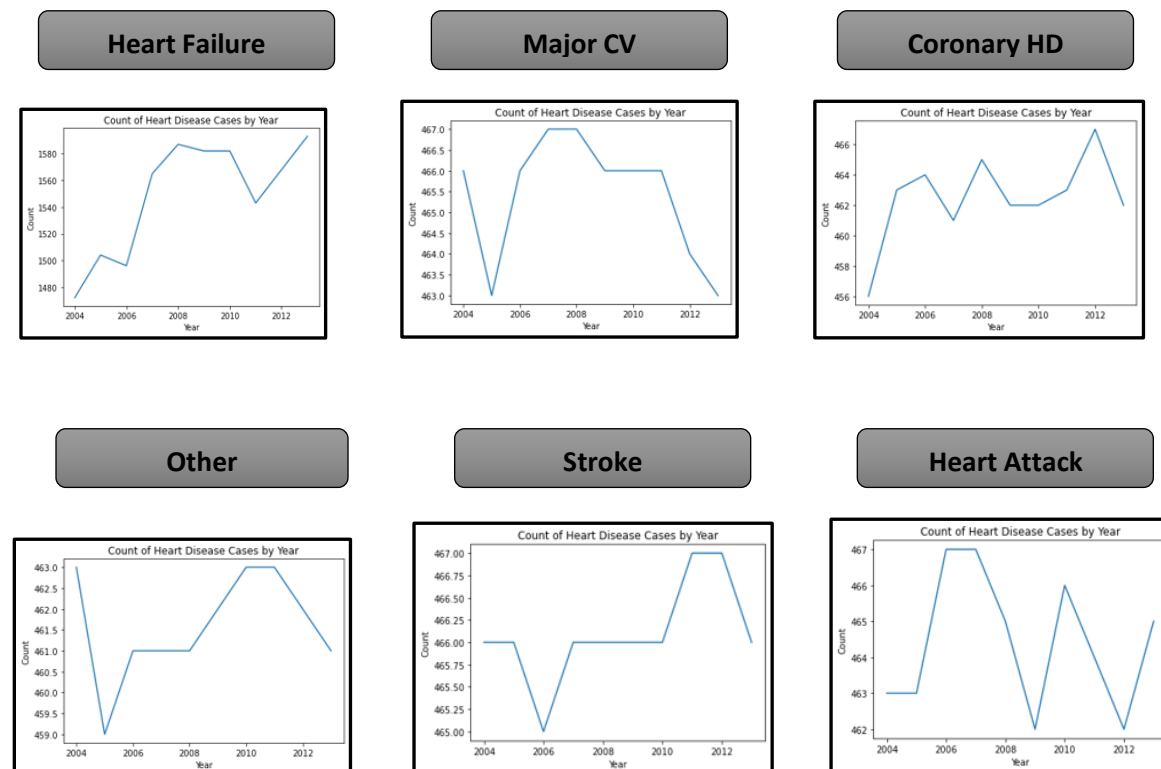 Heart Failure
Major CV
Coronary HD
Count of Heart Disease Cases by Year
1580
1560
1540
1520
1500
1480
Count
2004 2006 2008 2010 2012
Year
Count of Heart Disease Cases by Year
467.0
466.5
466.0
465.5
465.0
464.5
464.0
463.5
463.0
Count
2004 2006 2008 2010 2012
Year
Count of Heart Disease Cases by Year
466
464
462
460
458
456
Count
2004 2006 2008 2010 2012
Year
Other
Stroke
Heart Attack
Count of Heart Disease Cases by Year
463.0
462.5
462.0
461.5
461.0
460.5
460.0
459.5
459.0
Count
2004 2006 2008 2010 2012
Year
Count of Heart Disease Cases by Year
467.00
466.75
466.50
466.25
466.00
465.75
465.50
465.25
465.00
Count
2004 2006 2008 2010 2012
Year
Count of Heart Disease Cases by Year
467
466
465
464
463
462
Count
2004 2006 2008 2010 2012
Year